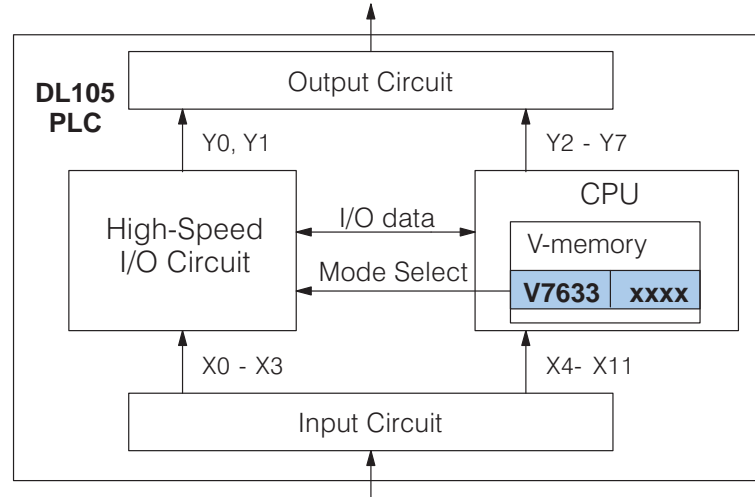 Output Circuit
DL105
PLC
Y0, Y1
Y2 - Y7
High-Speed
I/O Circuit
I/O data
Mode Select
CPU
V-memory
V7633 xxxx
X0 - X3
X4- X11
Input Circuit